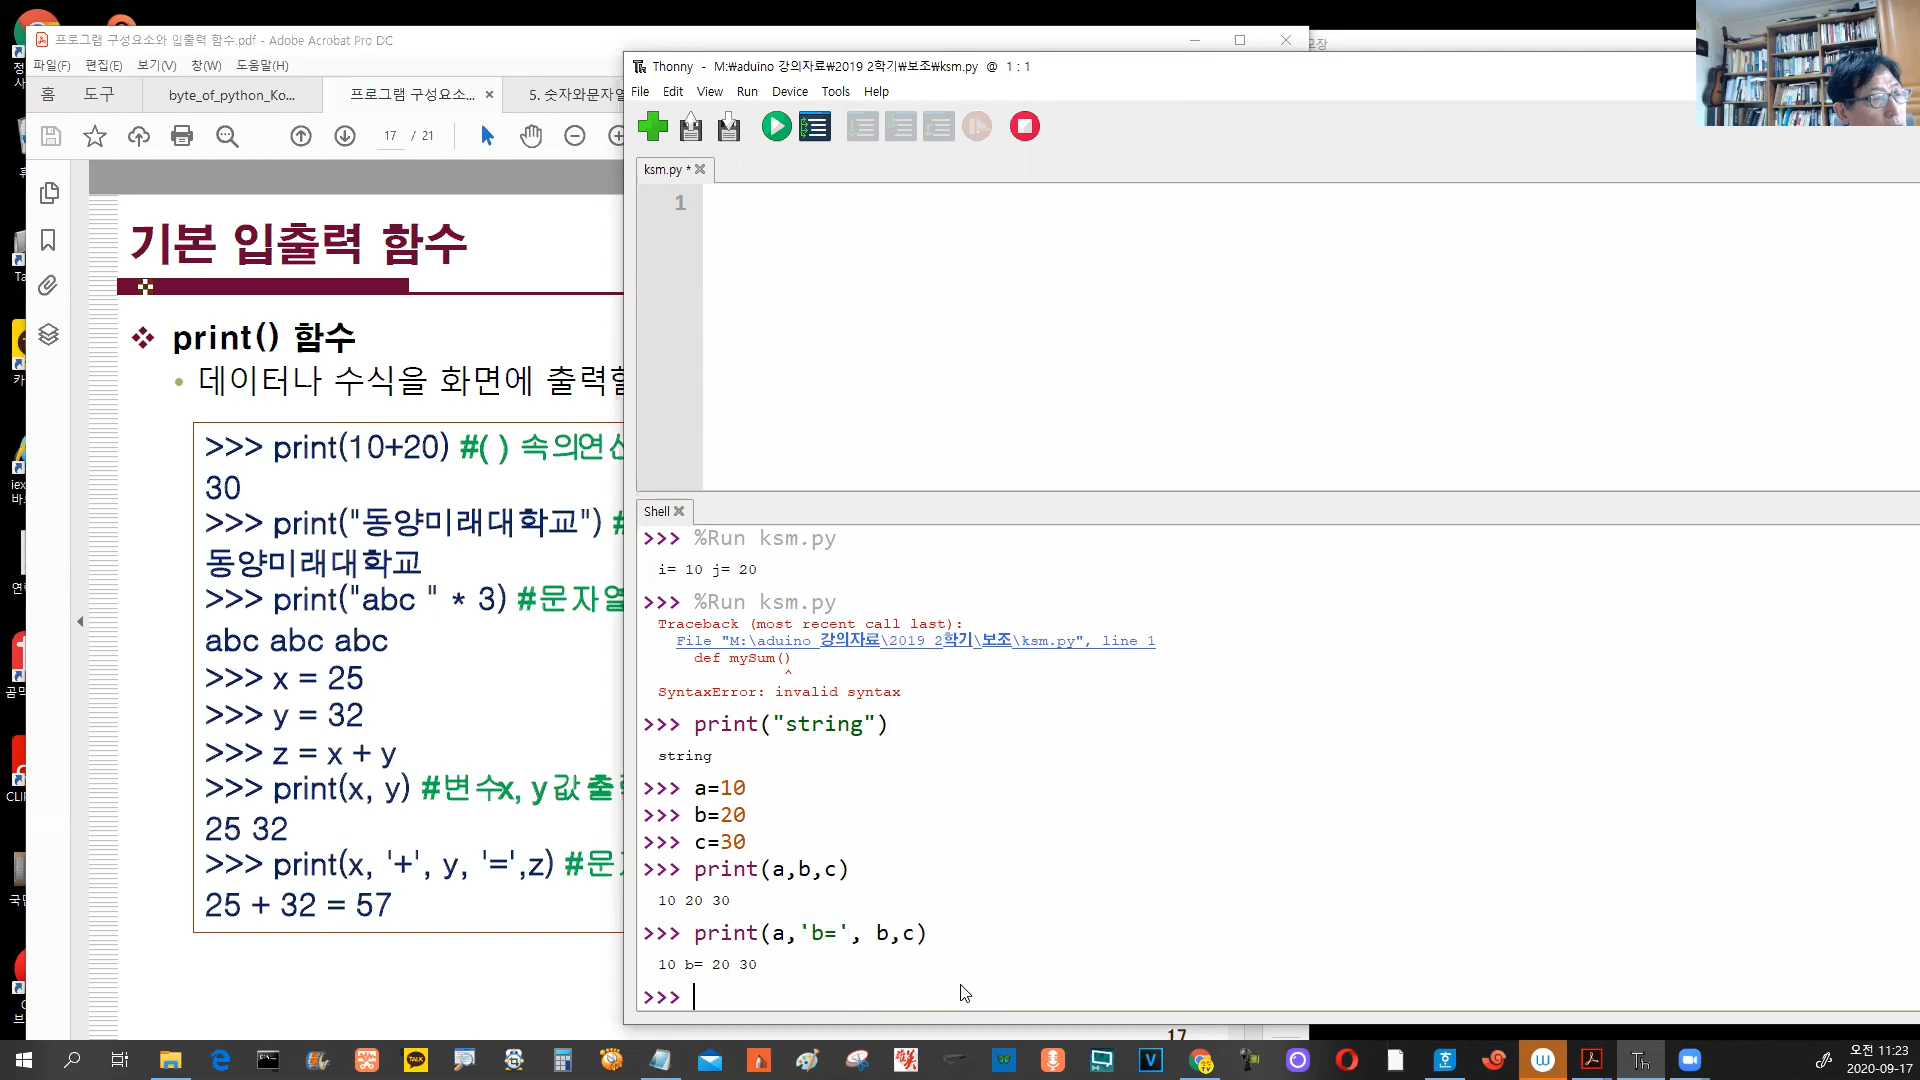 프로그램 구성요소와 입출력 함수.pdf - Adobe Acrobat Pro DC
파일(F) 편집(E) 보기(V) 창(W) 도움말(H)
홈 도구 byte_of_python_Ko... 프로그램 구성요소... 5. 숫자와문자열
17 / 21
기본 입출력 함수
print() 함수
데이터나 수식을 화면에 출력할
>>> print(10+20) #( ) 속의연산
30
>>> print("동양미래대학교") #
동양미래대학교
>>> print("abc " * 3) #문자열
abc abc abc
>>> x = 25
>>> y = 32
>>> z = x + y
>>> print(x, y) #변수x, y값 출력
25 32
>>> print(x, '+', y, '=',z) #문
25 + 32 = 57
17
Thonny - M:₩aduino 강의자료₩2019 2학기₩보조₩ksm.py @ 1 : 1
File Edit View Run Device Tools Help
ksm.py *
1
Shell
>>> %Run ksm.py
i= 10 j= 20
>>> %Run ksm.py
Traceback (most recent call last):
File "M:\aduino 강의자료\2019 2학기\보조\ksm.py", line 1
def mySum()
^
SyntaxError: invalid syntax
>>> print("string")
string
>>> a=10
>>> b=20
>>> c=30
>>> print(a,b,c)
10 20 30
>>> print(a,'b=', b,c)
10 b= 20 30
>>>
오전 11:23
2020-09-17